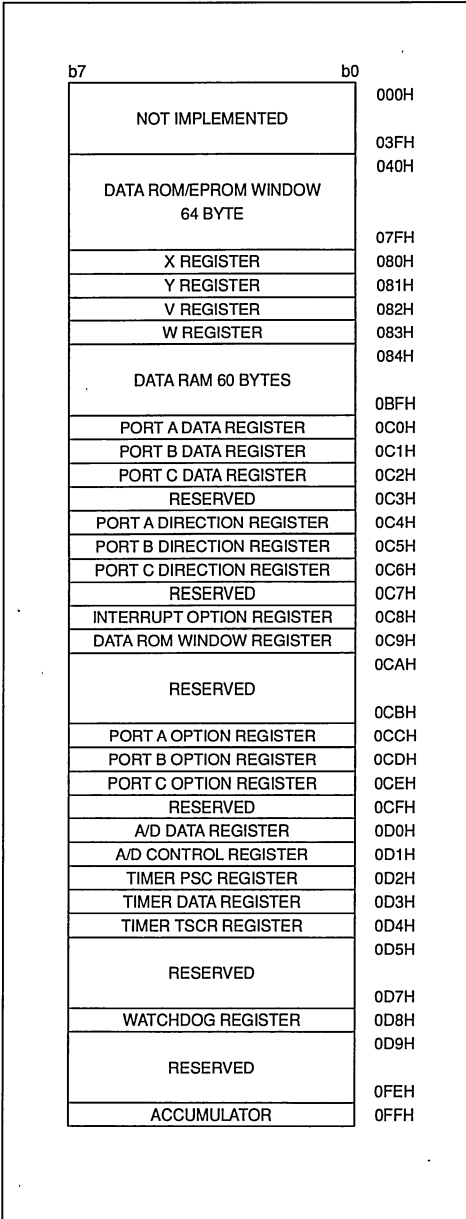 b7 b0
000H
NOT IMPLEMENTED
03FH
040H
DATA ROM/EPROM WINDOW
64 BYTE
07FH
X REGISTER 080H
Y REGISTER 081H
V REGISTER 082H
W REGISTER 083H
084H
DATA RAM 60 BYTES
0BFH
PORT A DATA REGISTER 0C0H
PORT B DATA REGISTER 0C1H
PORT C DATA REGISTER 0C2H
RESERVED 0C3H
PORT A DIRECTION REGISTER 0C4H
PORT B DIRECTION REGISTER 0C5H
PORT C DIRECTION REGISTER 0C6H
RESERVED 0C7H
INTERRUPT OPTION REGISTER 0C8H
DATA ROM WINDOW REGISTER 0C9H
0CAH
RESERVED
0CBH
PORT A OPTION REGISTER 0CCH
PORT B OPTION REGISTER 0CDH
PORT C OPTION REGISTER 0CEH
RESERVED 0CFH
A/D DATA REGISTER 0D0H
A/D CONTROL REGISTER 0D1H
TIMER PSC REGISTER 0D2H
TIMER DATA REGISTER 0D3H
TIMER TSCR REGISTER 0D4H
0D5H
RESERVED
0D7H
WATCHDOG REGISTER 0D8H
0D9H
RESERVED
0FEH
ACCUMULATOR 0FFH